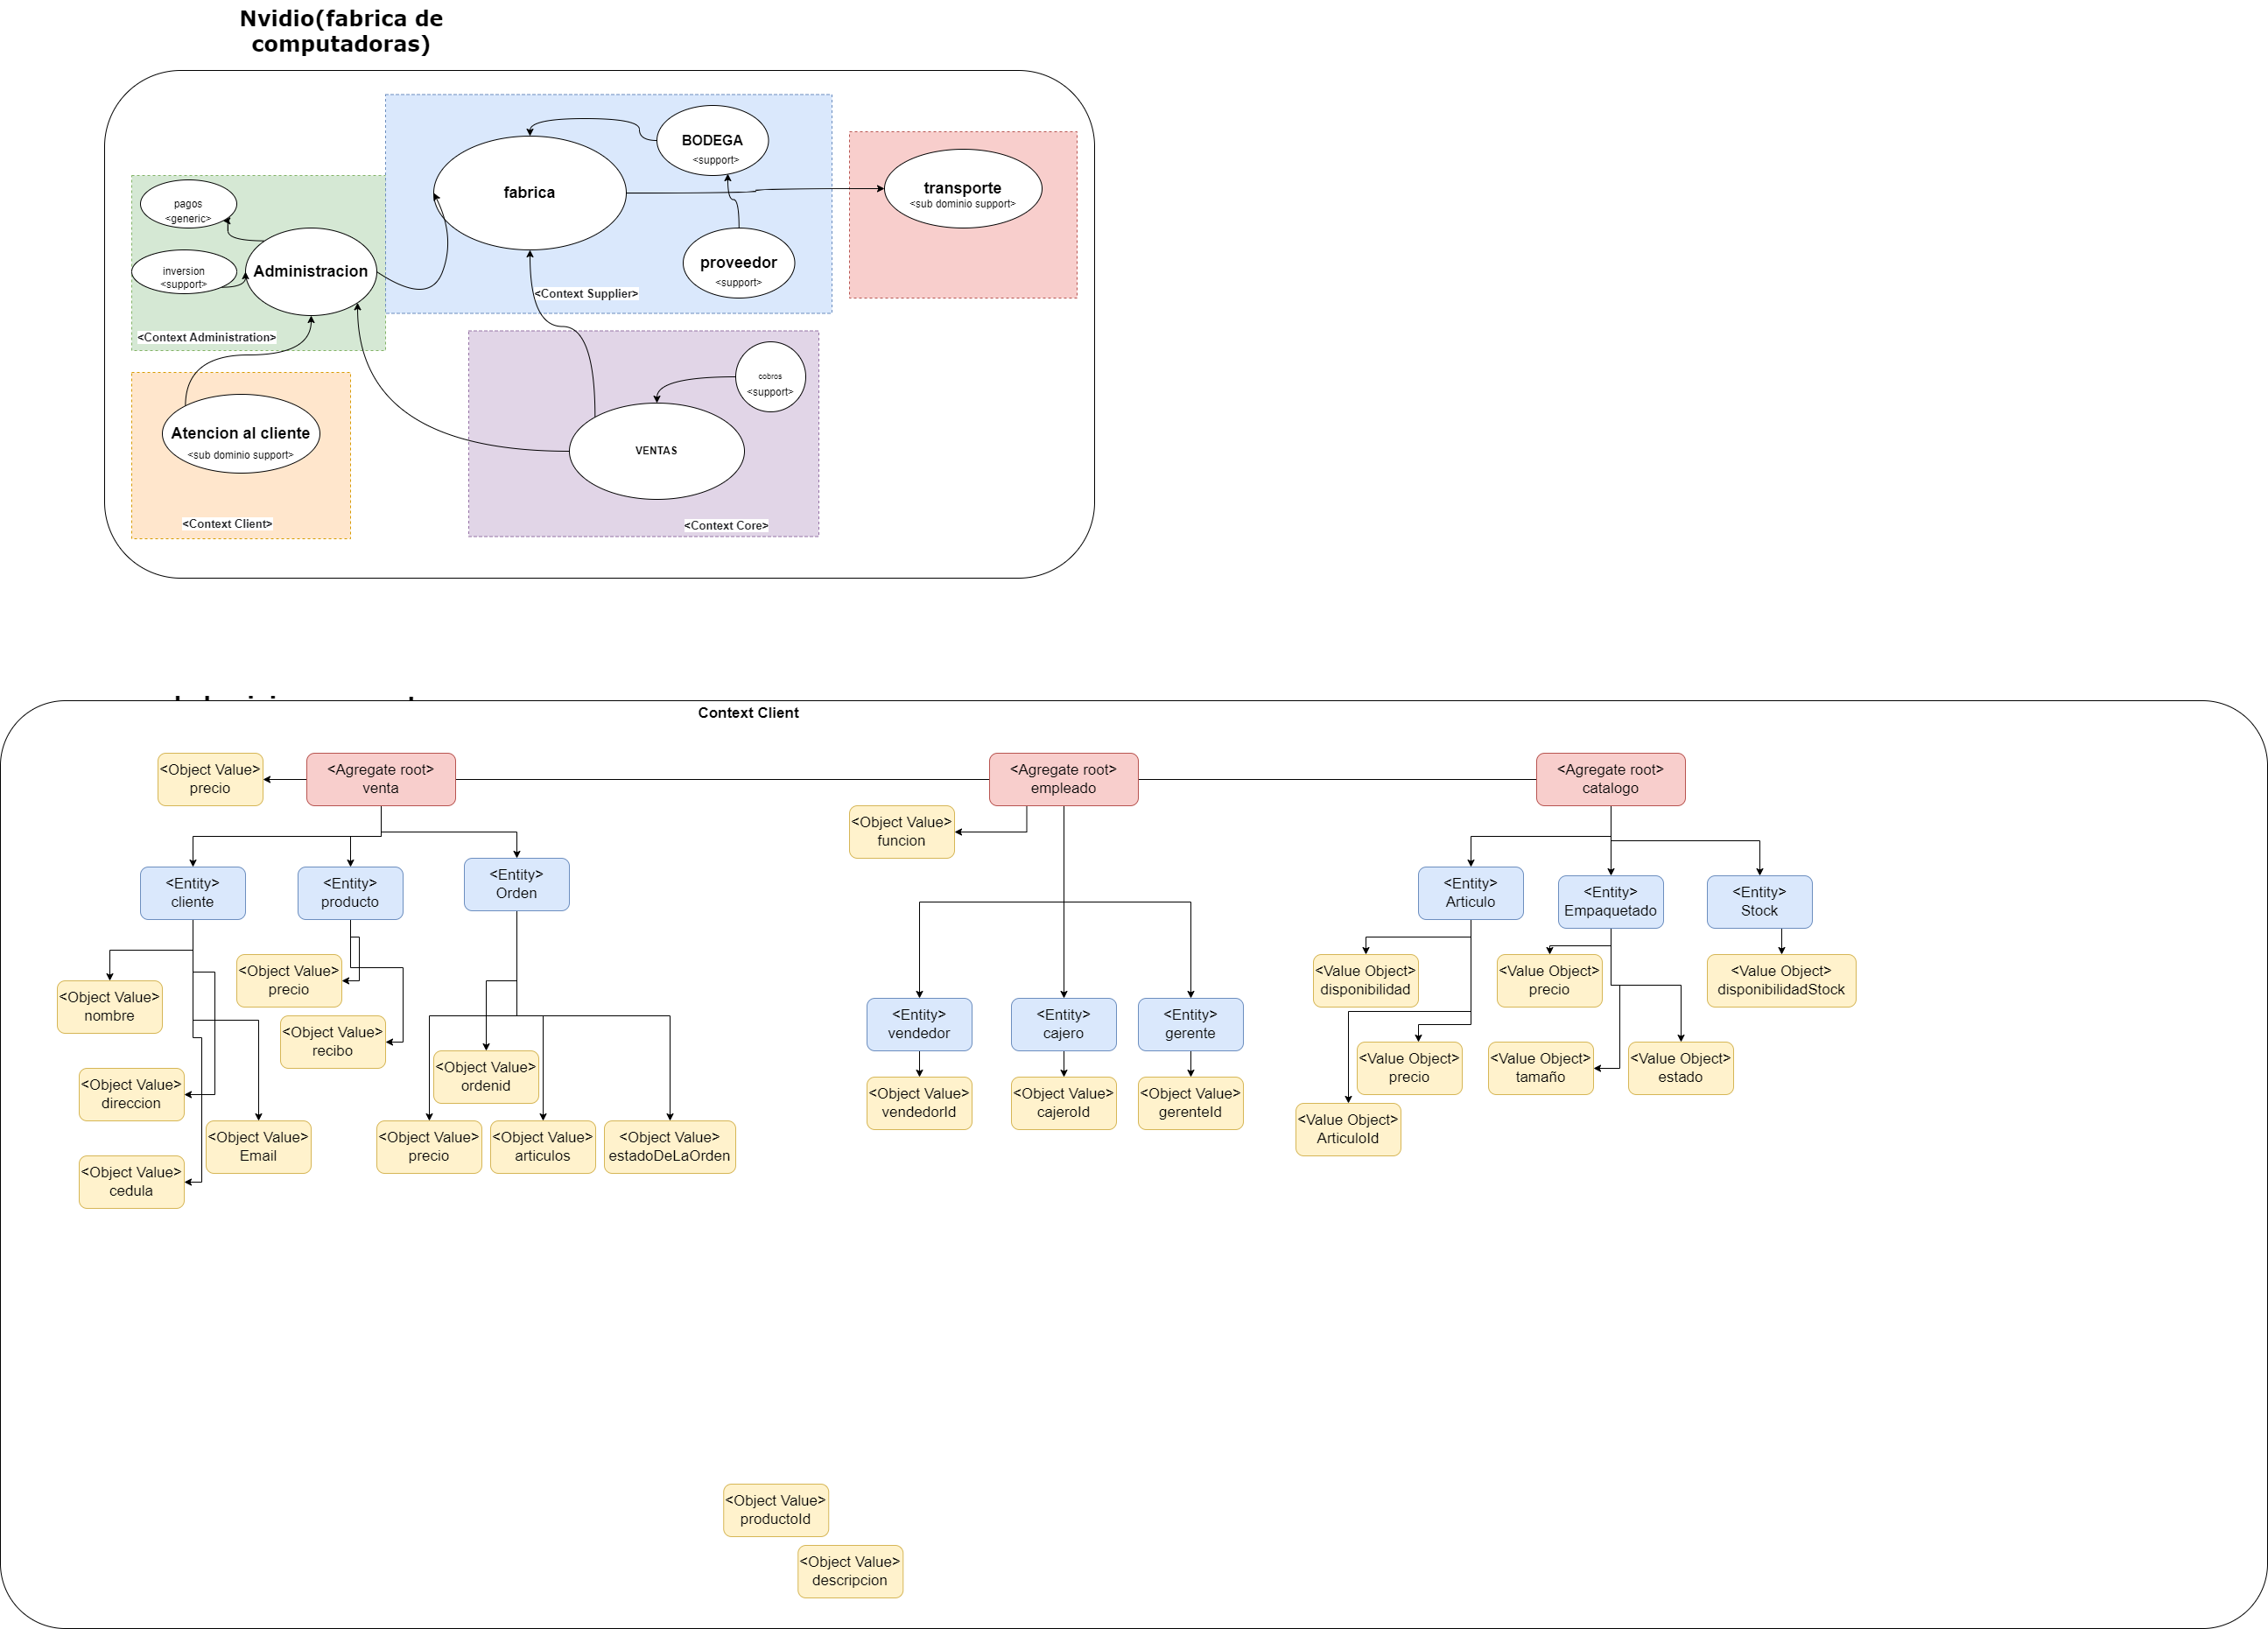 Nvidio(fabrica de
computadoras)
BODEGA
<support>
fabrica
transporte
<sub dominio support>
pagos
<generic>
inversion
<support>
Administracion
proveedor
<support>
<Context Supplier>
<Context Administration>
cobros
<support>
Atencion al cliente
<sub dominio support>
VENTAS
<Context Client>
<Context Core>
Context Client
<Object Value>
precio
<Agregate root>
venta
<Agregate root>
empleado
<Agregate root>
catalogo
<Object Value>
funcion
<Entity>
cliente
<Entity>
producto
<Entity>
Orden
<Entity>
Articulo
<Entity>
Empaquetado
<Entity>
Stock
<Object Value>
nombre
<Object Value>
precio
<Value Object>
disponibilidad
<Value Object>
precio
<Value Object>
disponibilidadStock
<Object Value>
recibo
<Entity>
vendedor
<Entity>
cajero
<Entity>
gerente
<Object Value>
direccion
<Object Value>
ordenid
<Object Value>
vendedorId
<Object Value>
cajeroId
<Object Value>
gerenteId
<Value Object>
precio
<Value Object>
tamaño
<Value Object>
estado
<Object Value>
Email
<Object Value>
precio
<Object Value>
articulos
<Object Value>
estadoDeLaOrden
<Value Object>
ArticuloId
<Object Value>
cedula
<Object Value>
productoId
<Object Value>
descripcion